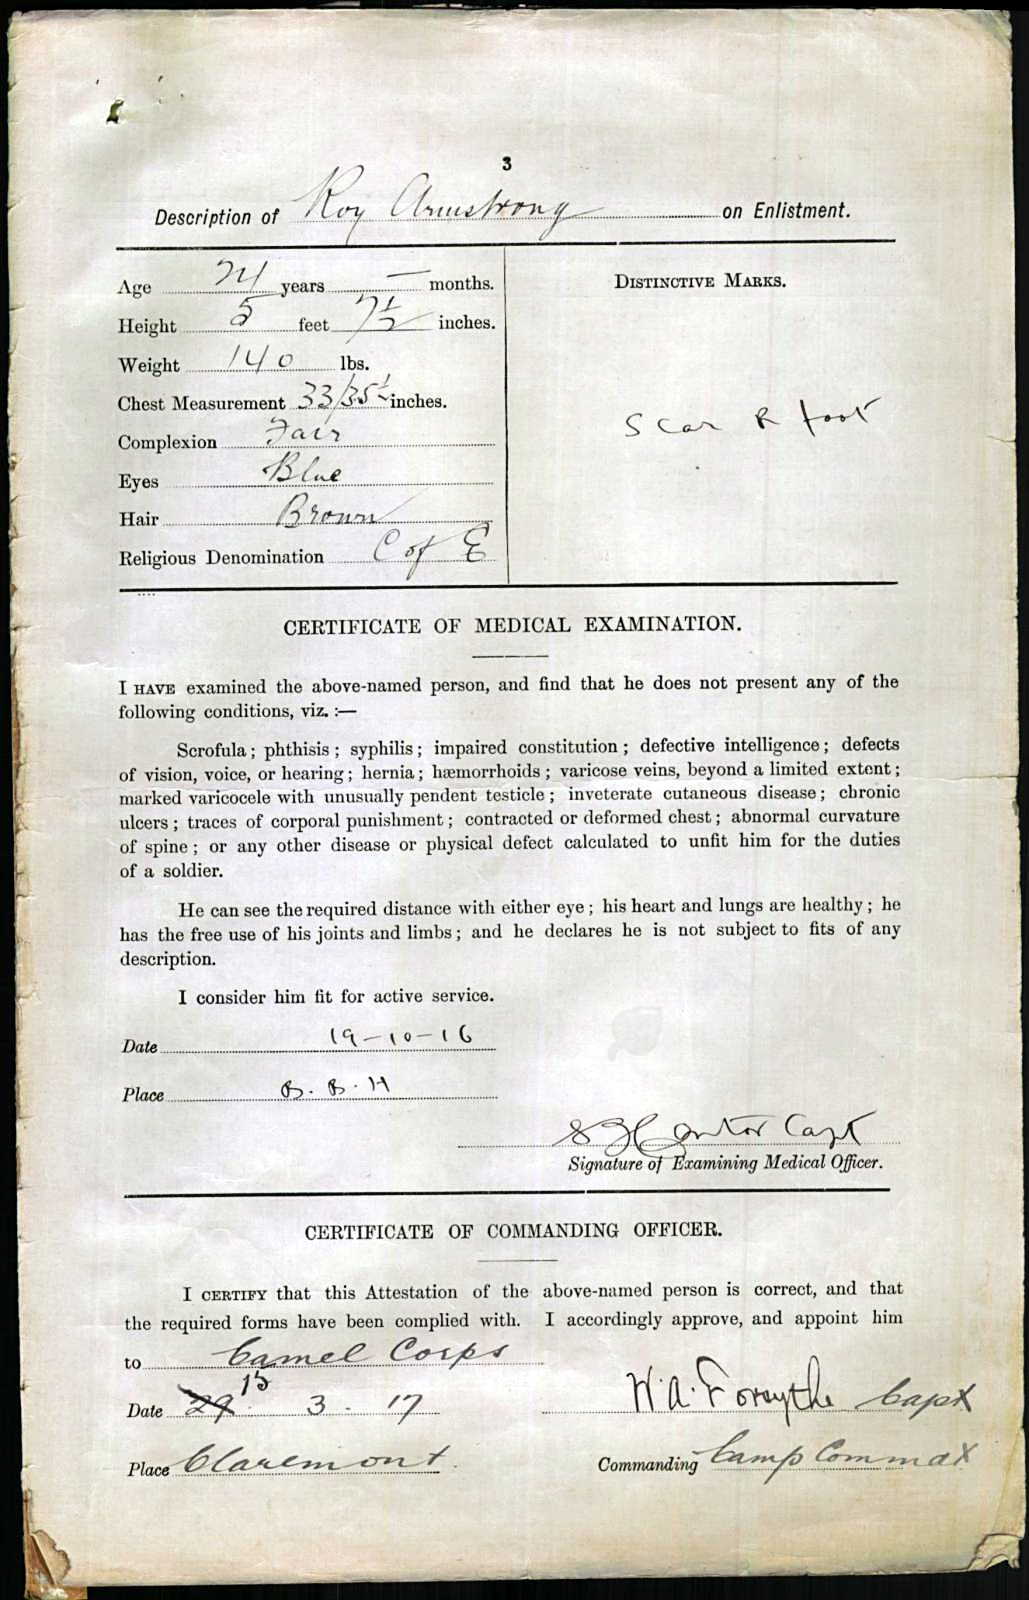 3
Description of Roy Armstrong on Enlistment.
Age 24 years — months.
Height 5 feet 7½ inches.
Weight 140 lbs.
Chest Measurement 33/35½ inches.
Complexion Fair
Eyes Blue
Hair Brown
Religious Denomination C of E
DISTINCTIVE MARKS.
Scar R foot
CERTIFICATE OF MEDICAL EXAMINATION.
I HAVE examined the above-named person, and find that he does not present any of the
following conditions, viz. :—
Scrofula; phthisis; syphilis; impaired constitution; defective intelligence; defects
of vision, voice, or hearing; hernia; hæmorrhoids; varicose veins, beyond a limited extent;
marked varicocele with unusually pendent testicle; inveterate cutaneous disease; chronic
ulcers; traces of corporal punishment; contracted or deformed chest; abnormal curvature
of spine; or any other disease or physical defect calculated to unfit him for the duties
of a soldier.
He can see the required distance with either eye; his heart and lungs are healthy; he
has the free use of his joints and limbs; and he declares he is not subject to fits of any
description.
I consider him fit for active service.
Date 19-10-16
Place B. B. H
Capt
Signature of Examining Medical Officer.
CERTIFICATE OF COMMANDING OFFICER.
I CERTIFY that this Attestation of the above-named person is correct, and that
the required forms have been complied with. I accordingly approve, and appoint him
to Camel Corps
Date 29 15 . 3 . 17
W. A. Forsythe Capt
Place Claremont.
Commanding Camp Commdt